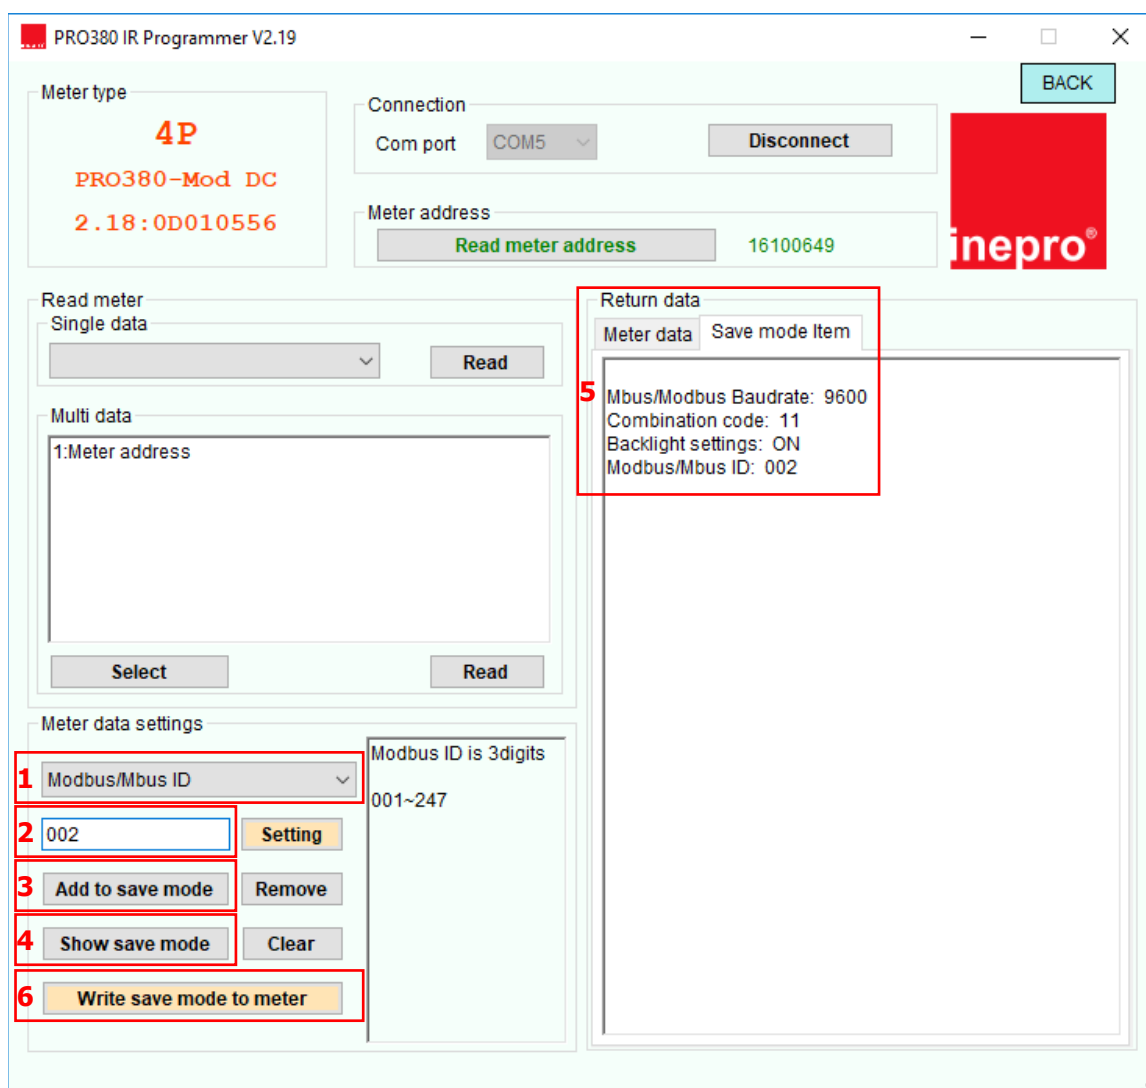 PRO380 IR Programmer V2.19
BACK
Meter type
4P
PRO380-Mod DC
2.18:0D010556
Connection
Com port COM5 Disconnect
Meter address
Read meter address 16100649
inepro®
Read meter
Single data
Read
Multi data
1:Meter address
Select Read
Meter data settings
1 Modbus/Mbus ID
2 002 Setting
3 Add to save mode Remove
4 Show save mode Clear
6 Write save mode to meter
Modbus ID is 3digits
001~247
Return data
Meter data Save mode Item
5
Mbus/Modbus Baudrate: 9600
Combination code: 11
Backlight settings: ON
Modbus/Mbus ID: 002